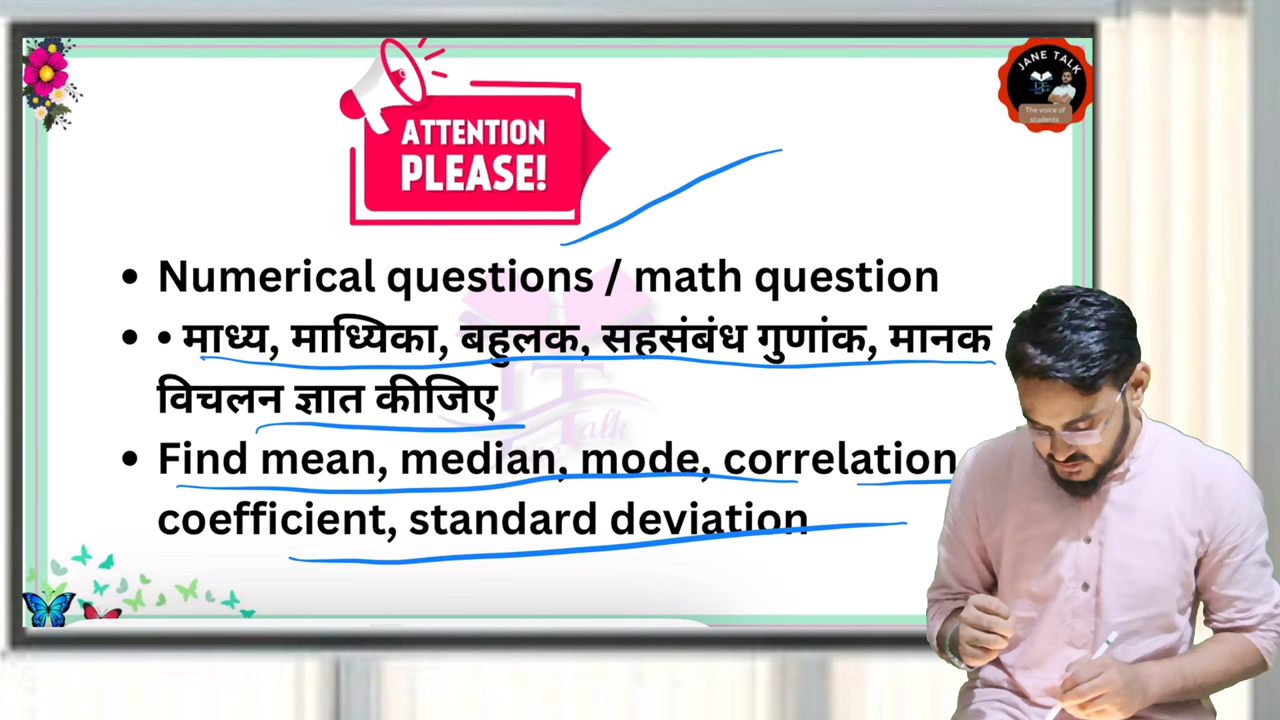 JANE TALK
The voice of
students
ATTENTION
PLEASE!
• Numerical questions / math question
• • माध्य, माध्यिका, बहुलक, सहसंबंध गुणांक, मानक
विचलन ज्ञात कीजिए
• Find mean, median, mode, correlation
coefficient, standard deviation
Talk